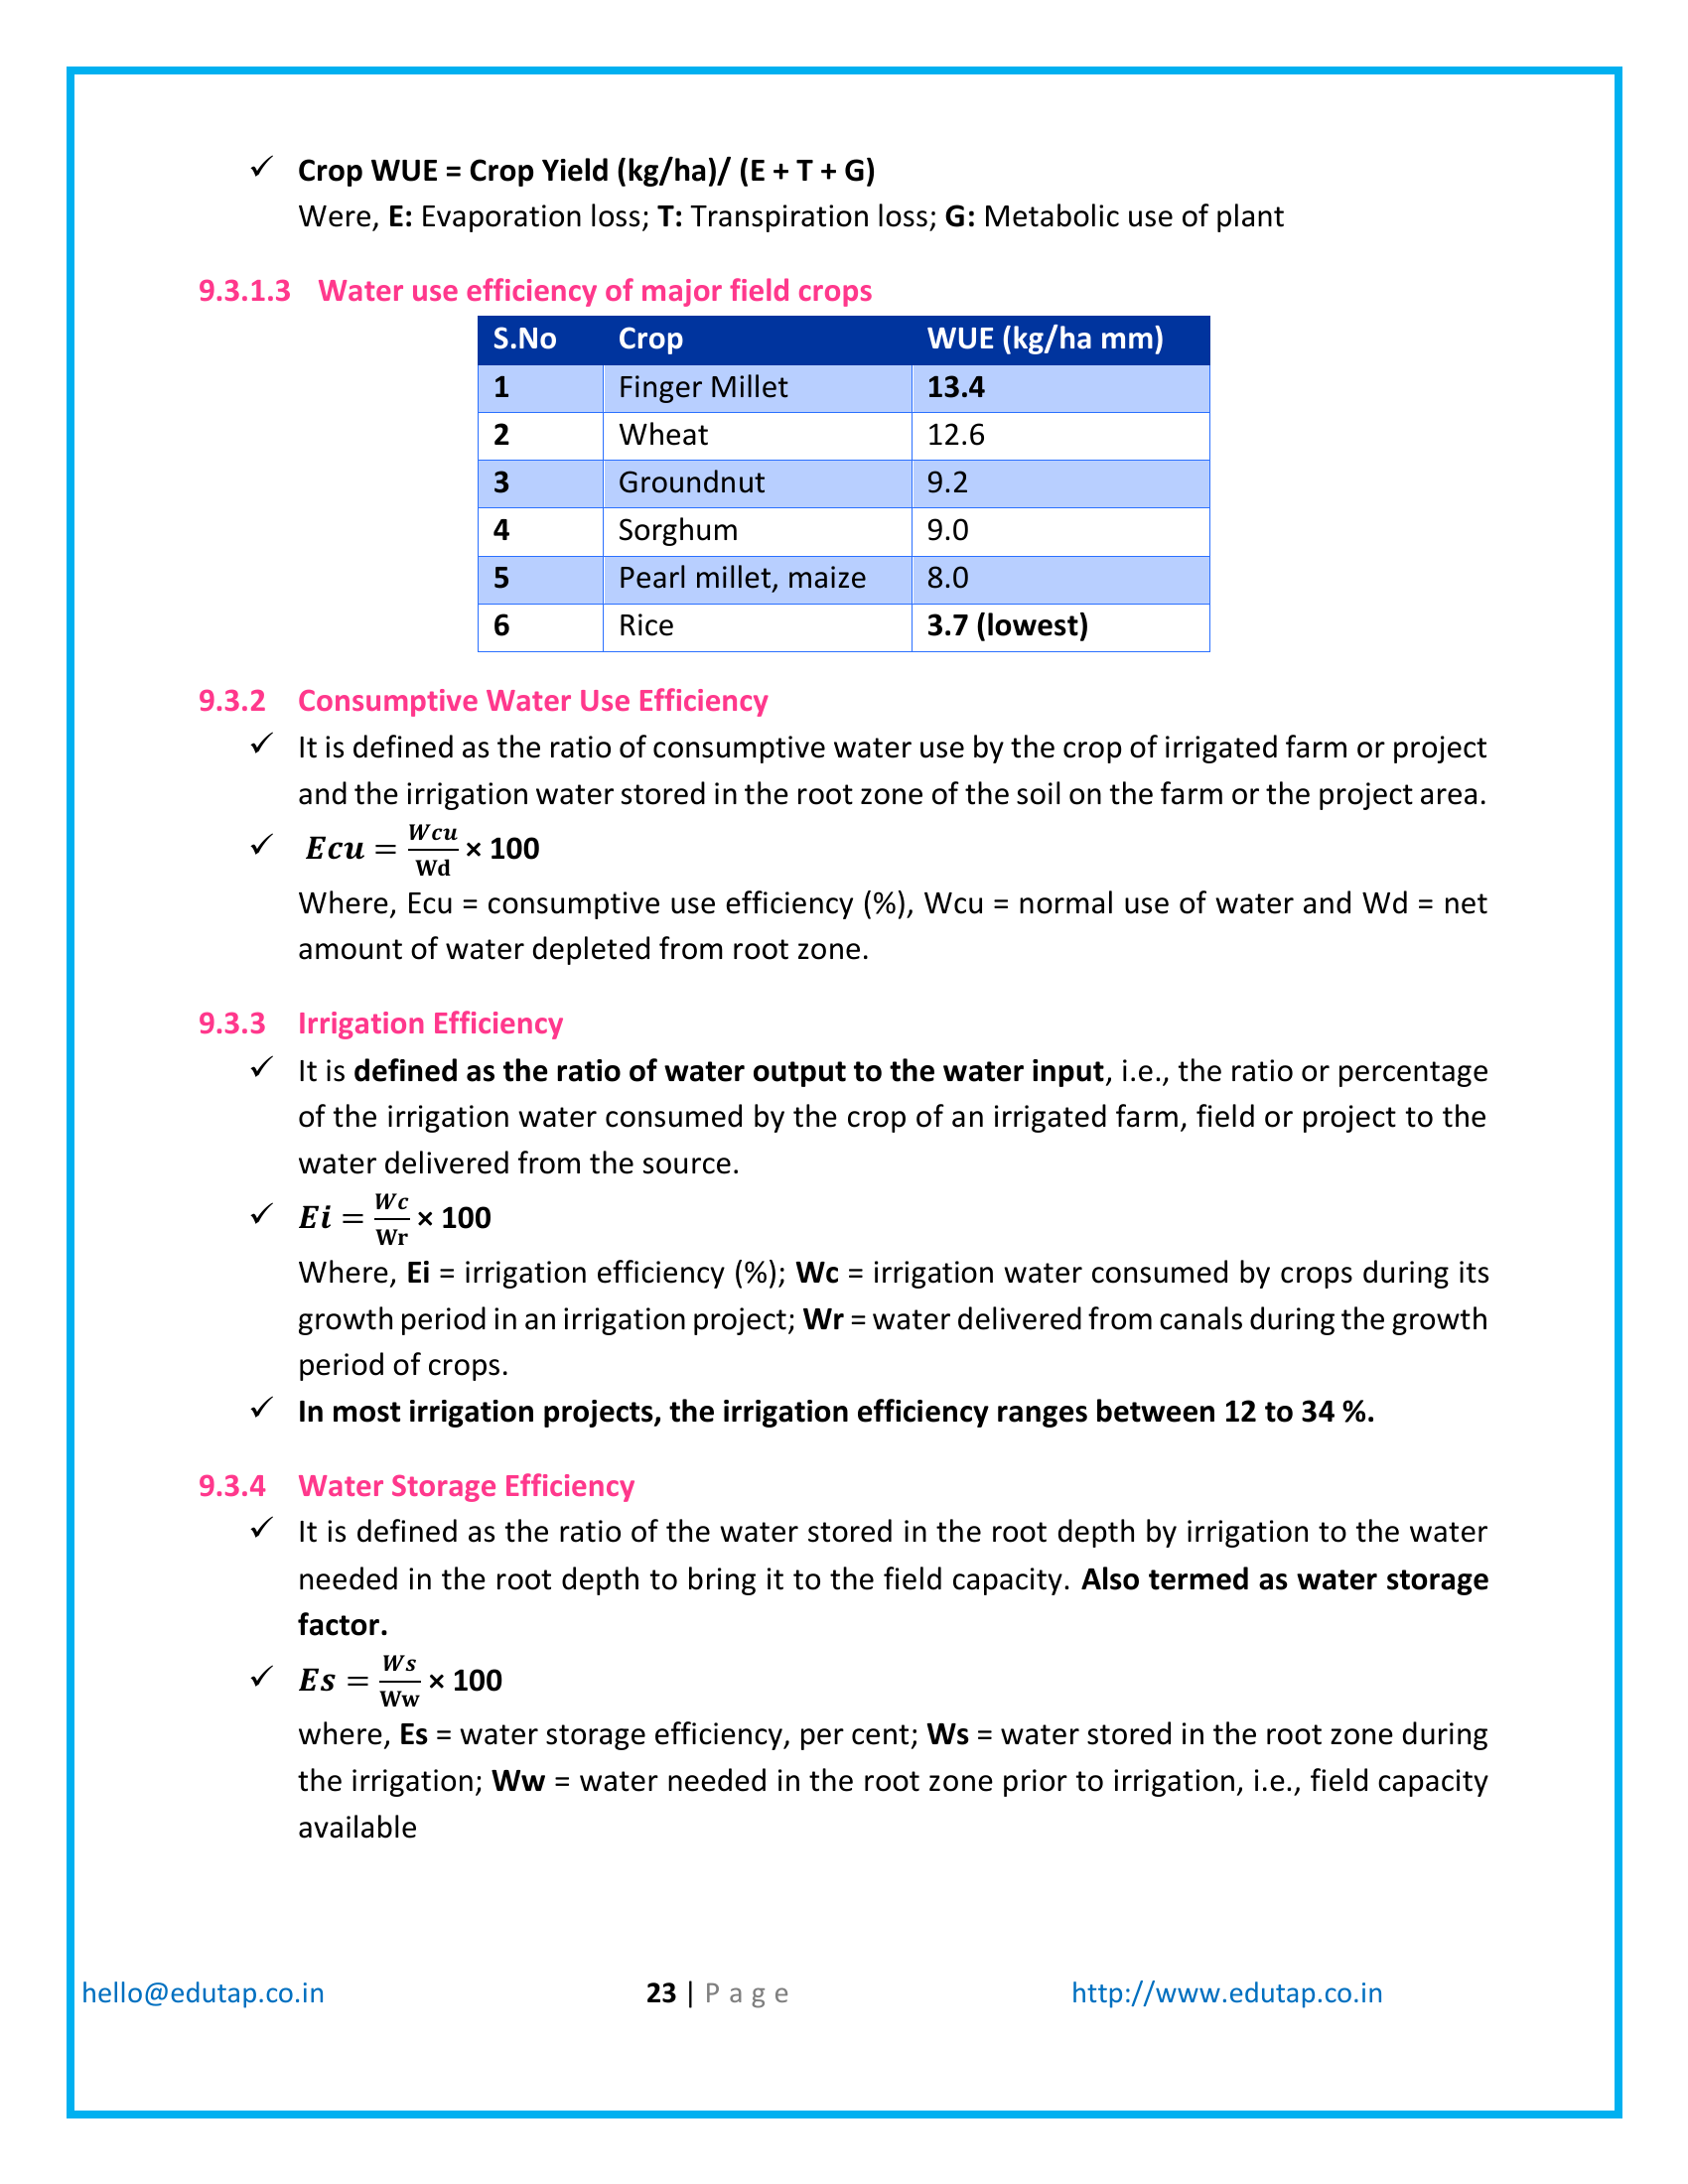 ✓ Crop WUE = Crop Yield (kg/ha)/ (E + T + G)
Were, E: Evaporation loss; T: Transpiration loss; G: Metabolic use of plant
9.3.1.3 Water use efficiency of major field crops
S.No Crop WUE (kg/ha mm)
1 Finger Millet 13.4
2 Wheat 12.6
3 Groundnut 9.2
4 Sorghum 9.0
5 Pearl millet, maize 8.0
6 Rice 3.7 (lowest)
9.3.2 Consumptive Water Use Efficiency
✓ It is defined as the ratio of consumptive water use by the crop of irrigated farm or project
and the irrigation water stored in the root zone of the soil on the farm or the project area.
✓ Ecu = Wcu/Wd × 100
Where, Ecu = consumptive use efficiency (%), Wcu = normal use of water and Wd = net
amount of water depleted from root zone.
9.3.3 Irrigation Efficiency
✓ It is defined as the ratio of water output to the water input, i.e., the ratio or percentage
of the irrigation water consumed by the crop of an irrigated farm, field or project to the
water delivered from the source.
✓ Ei = Wc/Wr × 100
Where, Ei = irrigation efficiency (%); Wc = irrigation water consumed by crops during its
growth period in an irrigation project; Wr = water delivered from canals during the growth
period of crops.
✓ In most irrigation projects, the irrigation efficiency ranges between 12 to 34 %.
9.3.4 Water Storage Efficiency
✓ It is defined as the ratio of the water stored in the root depth by irrigation to the water
needed in the root depth to bring it to the field capacity. Also termed as water storage
factor.
✓ Es = Ws/Ww × 100
where, Es = water storage efficiency, per cent; Ws = water stored in the root zone during
the irrigation; Ww = water needed in the root zone prior to irrigation, i.e., field capacity
available
hello@edutap.co.in 23 | P a g e http://www.edutap.co.in